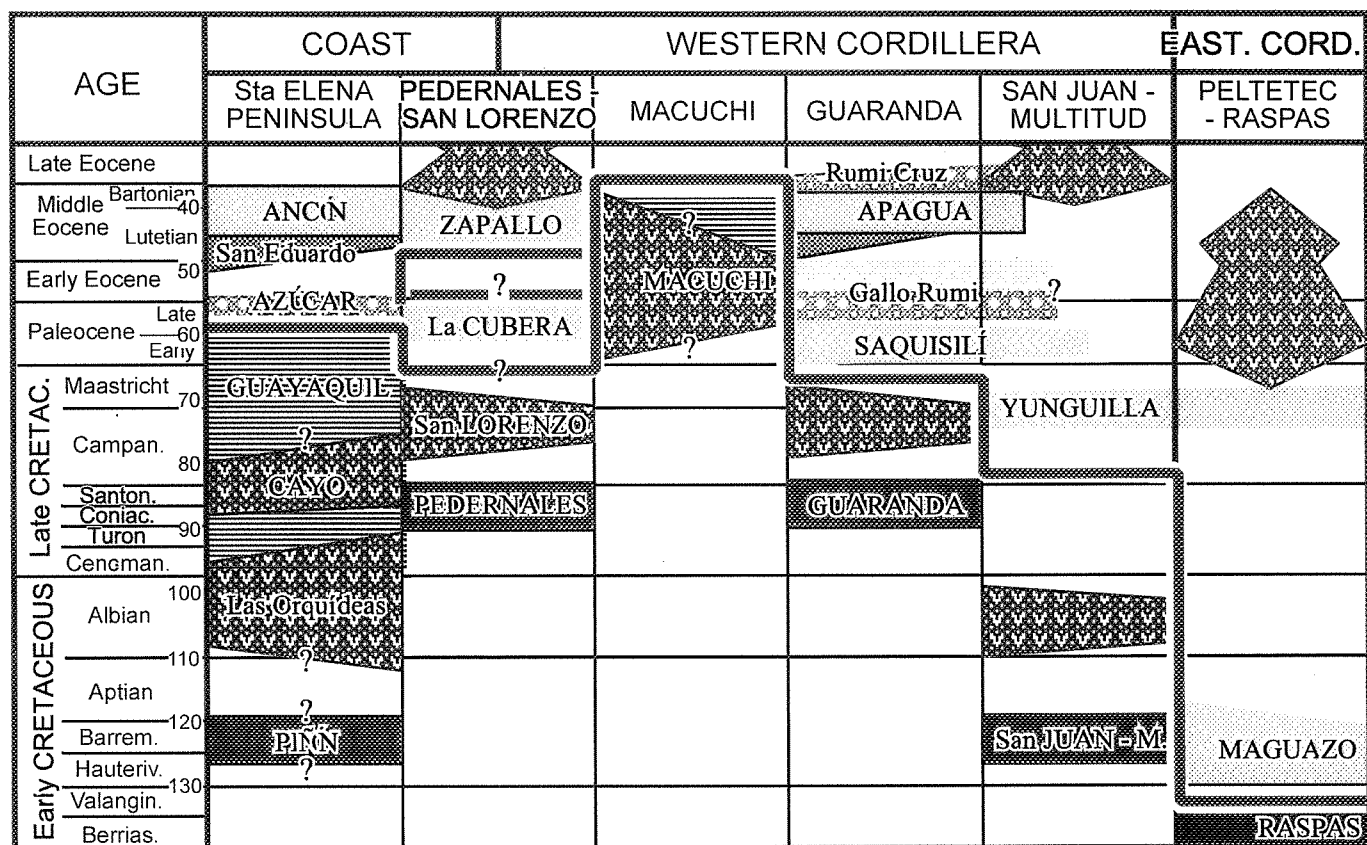 COAST
WESTERN CORDILLERA
EAST. CORD.
AGE
Sta ELENA
PENINSULA
PEDERNALES -
SAN LORENZO
MACUCHI
GUARANDA
SAN JUAN -
MULTITUD
PELTETEC
- RASPAS
Late Eocene
Rumi Cruz
Middle
Eocene
Bartonian
40
Lutetian
ANCÓN
ZAPALLO
?
APAGUA
San Eduardo
50
Early Eocene
?
MACUCHI
AZÚCAR
Gallo Rumi
?
Paleocene
Late
60
Early
La CUBERA
SAQUISILÍ
?
?
Late CRETAC.
Maastricht
70
GUAYAQUIL
YUNGUILLA
San LORENZO
Campan.
?
80
CAYO
Santon.
PEDERNALES
GUARANDA
Coniac.
Turon
90
Cenoman.
Early CRETACEOUS
100
Albian
Las Orquídeas
110
?
Aptian
?
120
Barrem.
PIÑÑ
San JUAN - M.
MAGUAZO
Hauteriv.
?
130
Valangin.
Berrias.
RASPAS